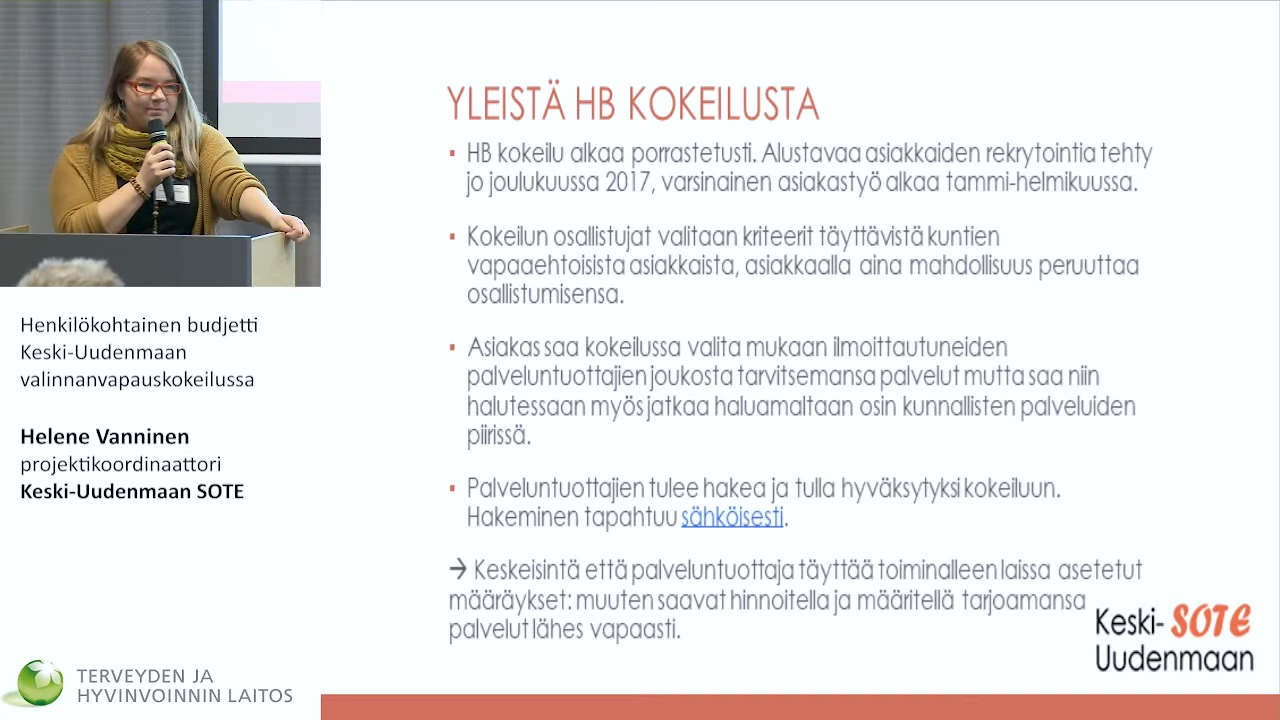 Henkilökohtainen budjetti
Keski-Uudenmaan
valinnanvapauskokeilussa
Helene Vanninen
projektikoordinaattori
Keski-Uudenmaan SOTE
TERVEYDEN JA
HYVINVOINNIN LAITOS
YLEISTÄ HB KOKEILUSTA
▪ HB kokeilu alkaa porrastetusti. Alustavaa asiakkaiden rekrytointia tehty
jo joulukuussa 2017, varsinainen asiakastyö alkaa tammi-helmikuussa.
▪ Kokeilun osallistujat valitaan kriteerit täyttävistä kuntien
vapaaehtoisista asiakkaista, asiakkaalla aina mahdollisuus peruuttaa
osallistumisensa.
▪ Asiakas saa kokeilussa valita mukaan ilmoittautuneiden
palveluntuottajien joukosta tarvitsemansa palvelut mutta saa niin
halutessaan myös jatkaa haluamaltaan osin kunnallisten palveluiden
piirissä.
▪ Palveluntuottajien tulee hakea ja tulla hyväksytyksi kokeiluun.
Hakeminen tapahtuu sähköisesti.
→ Keskeisintä että palveluntuottaja täyttää toiminalleen laissa asetetut
määräykset: muuten saavat hinnoitella ja määritellä tarjoamansa
palvelut lähes vapaasti.
Keski- SOTE
Uudenmaan